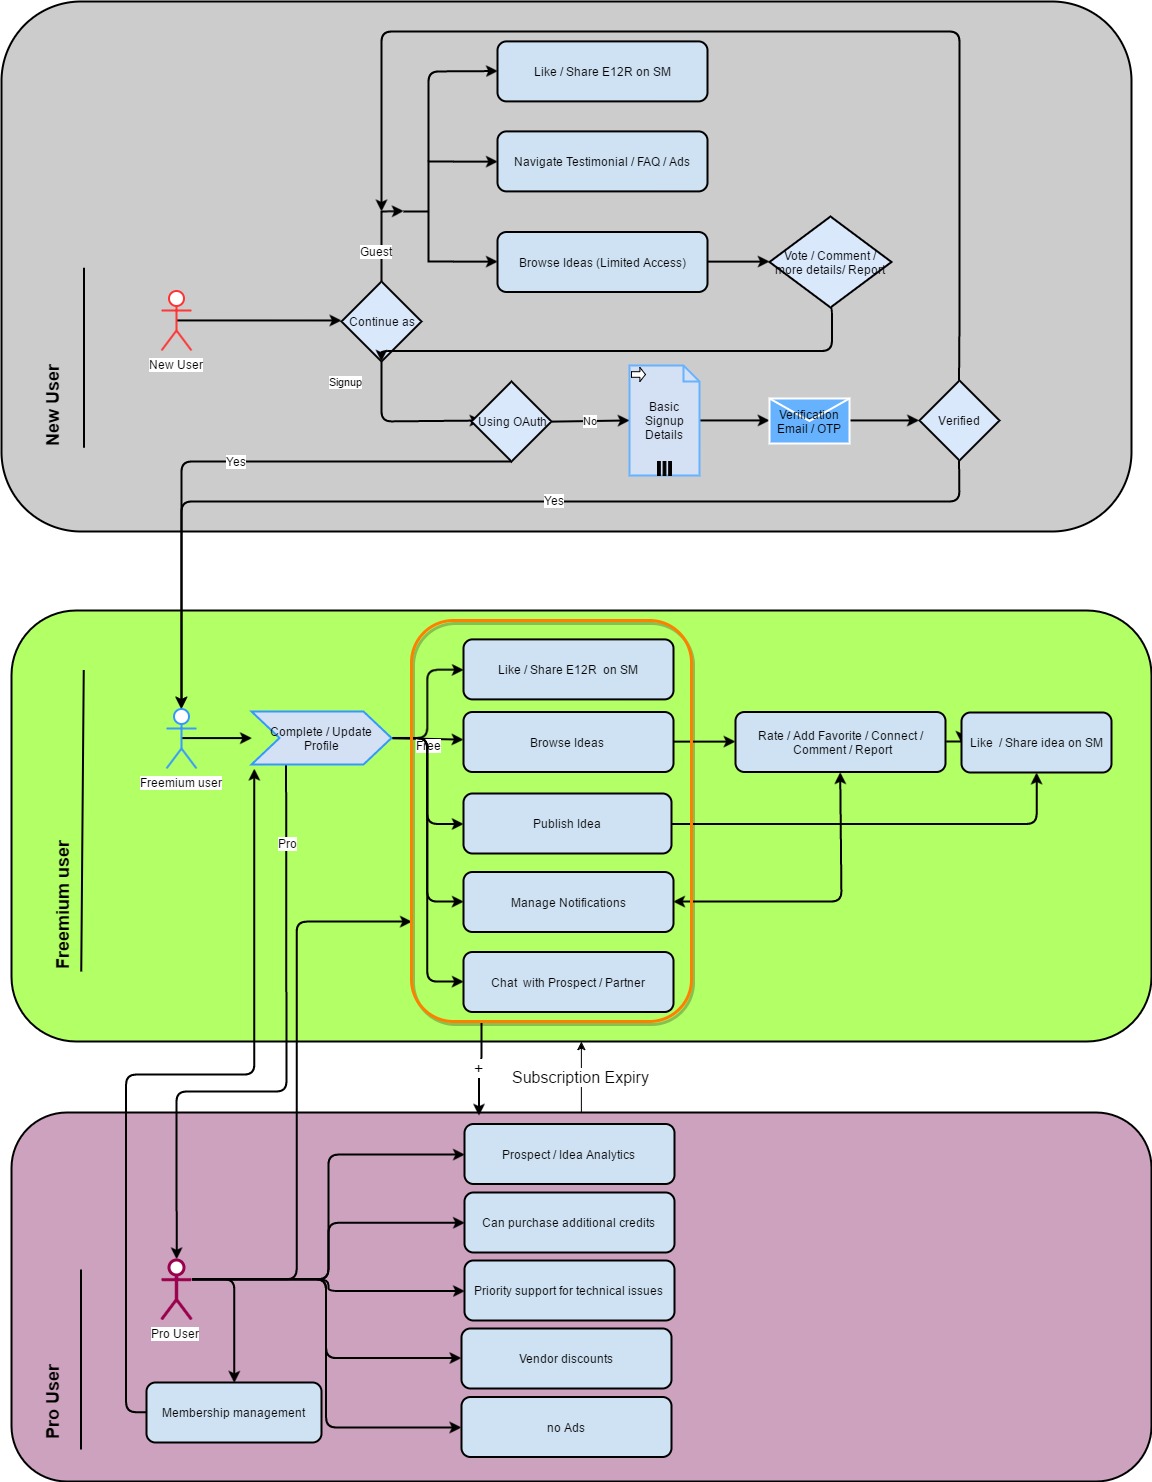 Like / Share E12R on SM
Navigate Testimonial / FAQ / Ads
Guest
Browse Ideas (Limited Access)
Vote / Comment /
more details/ Report
Continue as
New User
New User
Signup
Using OAuth
No
Basic
Signup
Details
Verification
Email / OTP
Verified
Yes
Yes
Like / Share E12R  on SM
Complete / Update
Profile
Free
Browse Ideas
Rate / Add Favorite / Connect /
Comment / Report
Like  / Share idea on SM
Freemium user
Publish Idea
Pro
Freemium user
Manage Notifications
Chat  with Prospect / Partner
+
Subscription Expiry
Prospect / Idea Analytics
Can purchase additional credits
Priority support for technical issues
Pro User
Vendor discounts
Pro User
Membership management
no Ads